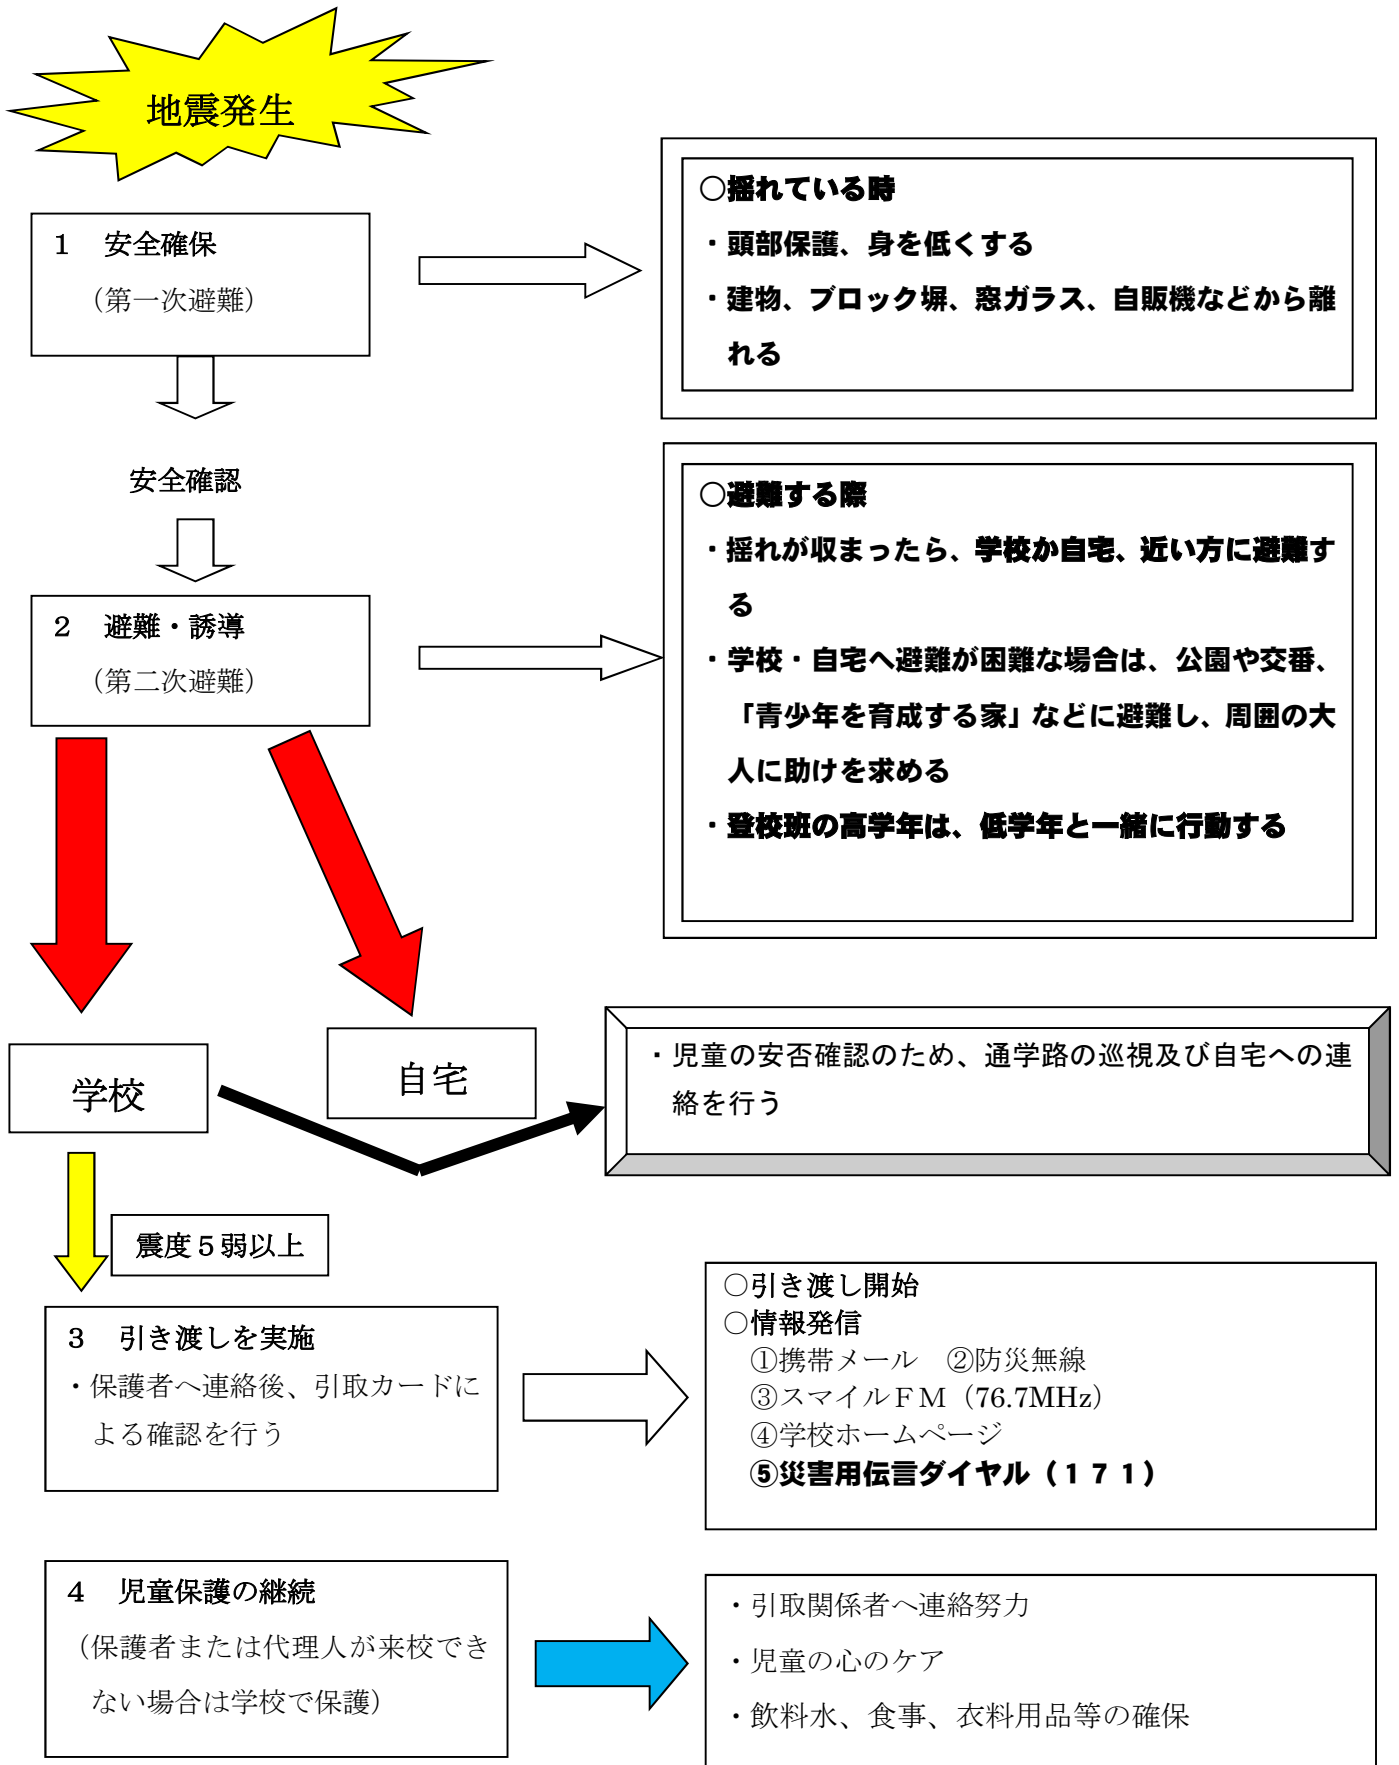 地震発生
１　安全確保
（第一次避難）
○揺れている時
・頭部保護、身を低くする
・建物、ブロック塀、窓ガラス、自販機などから離
れる
安全確認
２　避難・誘導
（第二次避難）
○避難する際
・揺れが収まったら、学校か自宅、近い方に避難す
る
・学校・自宅へ避難が困難な場合は、公園や交番、
「青少年を育成する家」などに避難し、周囲の大
人に助けを求める
・登校班の高学年は、低学年と一緒に行動する
学校
自宅
・児童の安否確認のため、通学路の巡視及び自宅への連
絡を行う
震度５弱以上
３　引き渡しを実施
・保護者へ連絡後、引取カードに
よる確認を行う
○引き渡し開始
○情報発信
①携帯メール　②防災無線
③スマイルＦＭ（76.7MHz）
④学校ホームページ
⑤災害用伝言ダイヤル（１７１）
４　児童保護の継続
（保護者または代理人が来校でき
ない場合は学校で保護）
・引取関係者へ連絡努力
・児童の心のケア
・飲料水、食事、衣料用品等の確保